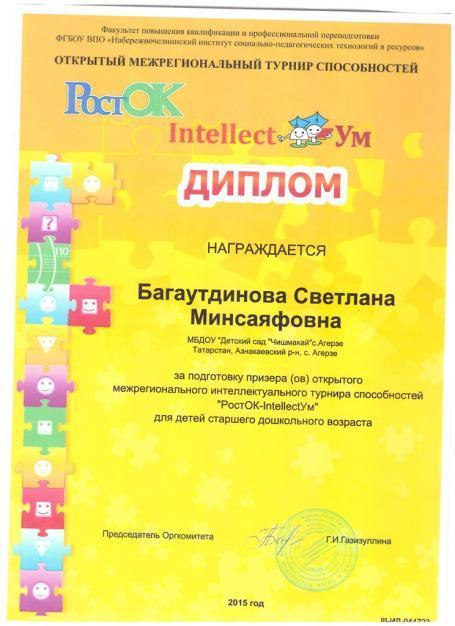 Факультет повышения квалификации и профессиональной переподготовки
ФГБОУ ВПО «Набережночелнинский институт социально-педагогических технологий и ресурсов»
ОТКРЫТЫЙ МЕЖРЕГИОНАЛЬНЫЙ ТУРНИР СПОСОБНОСТЕЙ
РостОК
Intellect Ум
ДИПЛОМ
НАГРАЖДАЕТСЯ
Багаутдинова Светлана
Минсаяфовна
МБДОУ "Детский сад "Чишмакай"с.Агерзе
Татарстан, Азнакаевский р-н, с. Агерзе
за подготовку призера (ов) открытого
межрегионального интеллектуального турнира способностей
"РостОК-IntellectУм"
для детей старшего дошкольного возраста
Председатель Оргкомитета
Г.И.Газизуллина
2015 год